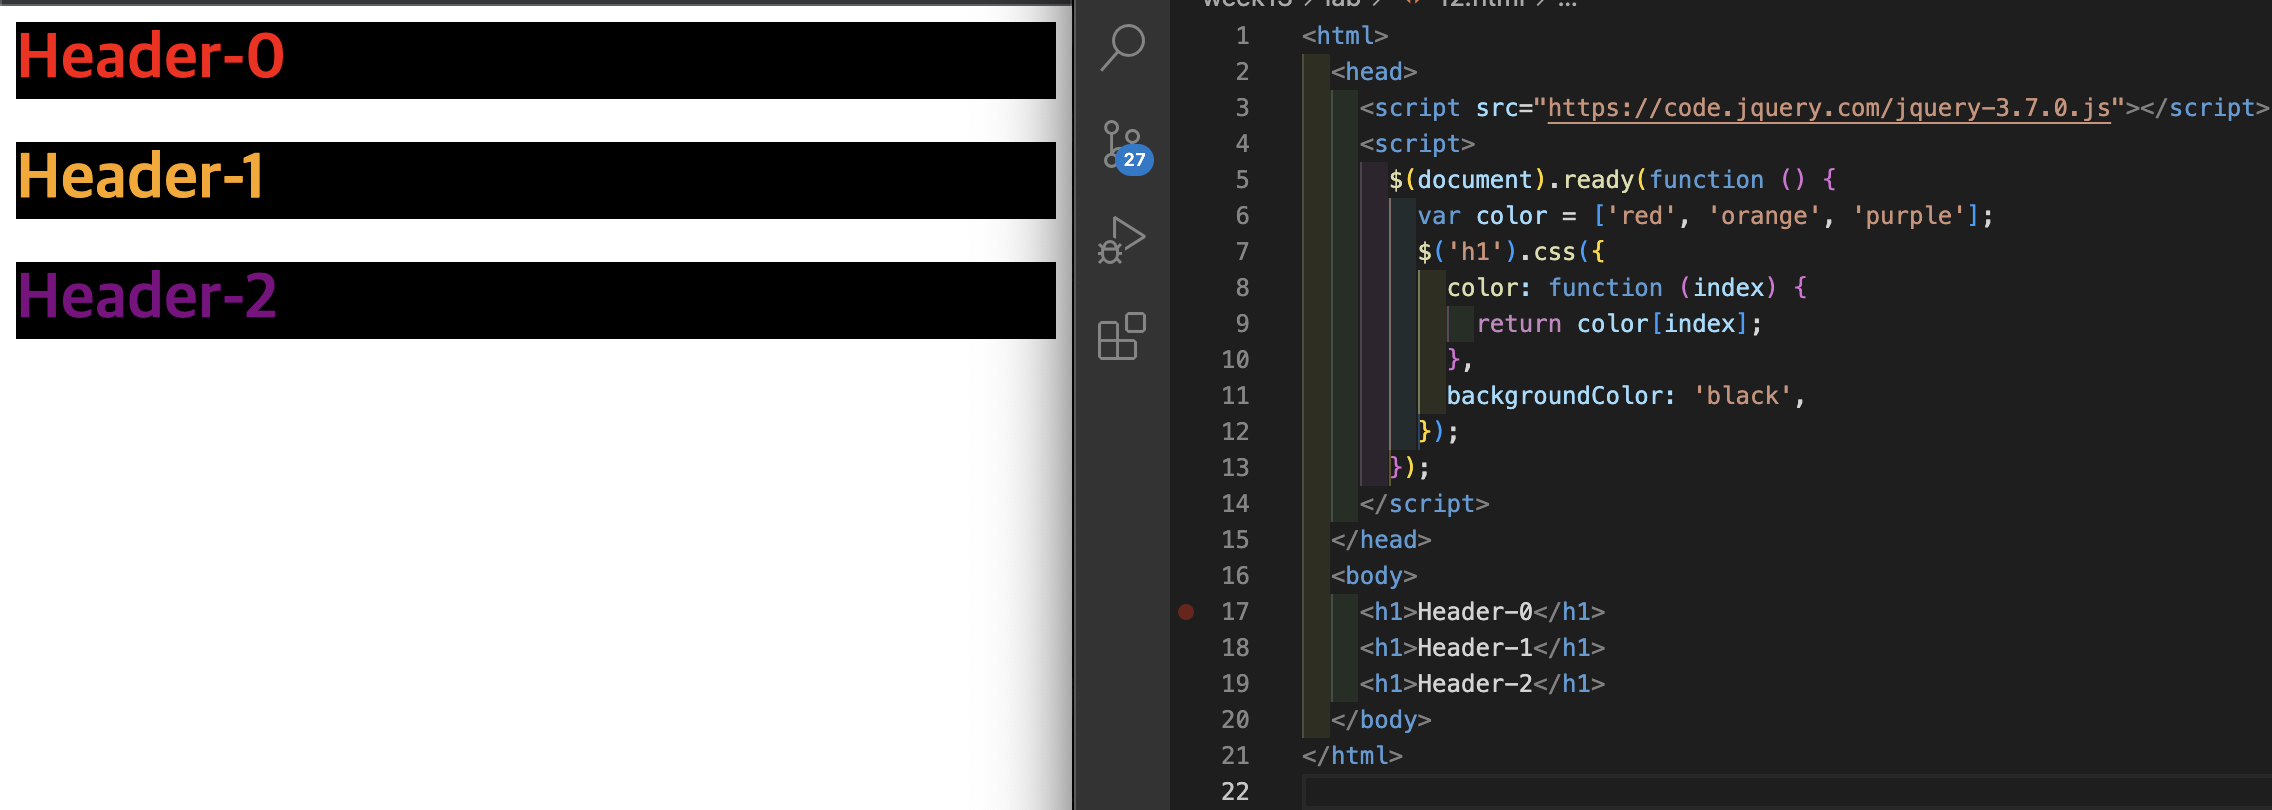 Header-0
Header-1
Header-2
week13 > lab > <> 12.html > ...
27
1 <html>
2 <head>
3 <script src="https://code.jquery.com/jquery-3.7.0.js"></script>
4 <script>
5 $(document).ready(function () {
6 var color = ['red', 'orange', 'purple'];
7 $('h1').css({
8 color: function (index) {
9 return color[index];
10 },
11 backgroundColor: 'black',
12 });
13 });
14 </script>
15 </head>
16 <body>
17 <h1>Header-0</h1>
18 <h1>Header-1</h1>
19 <h1>Header-2</h1>
20 </body>
21 </html>
22